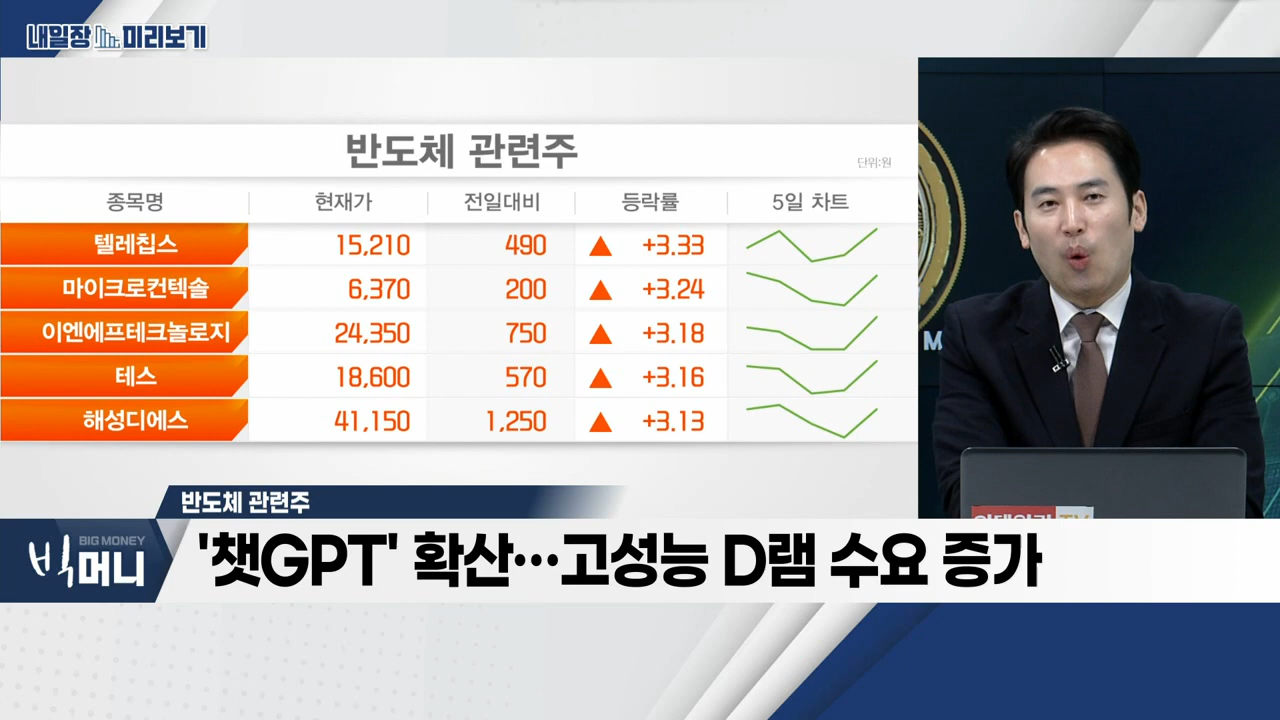 내일장 미리보기
반도체 관련주
단위:원
종목명 현재가 전일대비 등락률 5일 차트
텔레칩스 15,210 490 ▲ +3.33
마이크로컨텍솔 6,370 200 ▲ +3.24
이엔에프테크놀로지 24,350 750 ▲ +3.18
테스 18,600 570 ▲ +3.16
해성디에스 41,150 1,250 ▲ +3.13
M
반도체 관련주
BIG MONEY
빅머니
'챗GPT' 확산…고성능 D램 수요 증가